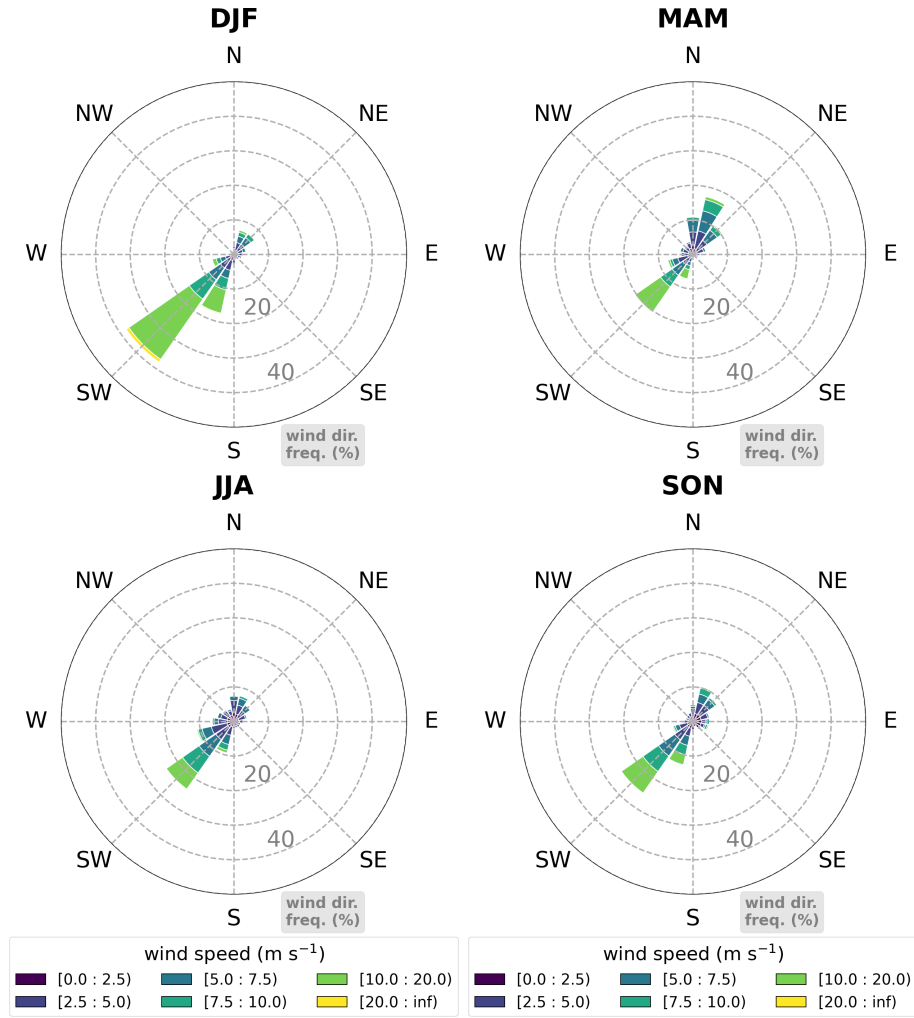 DJF
N
NW
NE
W
E
20
40
SW
SE
S
wind dir.
freq. (%)
MAM
N
NW
NE
W
E
20
40
SW
SE
S
wind dir.
freq. (%)
JJA
N
NW
NE
W
E
20
40
SW
SE
S
wind dir.
freq. (%)
SON
N
NW
NE
W
E
20
40
SW
SE
S
wind dir.
freq. (%)
wind speed (m s⁻¹)
[0.0 : 2.5) [5.0 : 7.5) [10.0 : 20.0)
[2.5 : 5.0) [7.5 : 10.0) [20.0 : inf)
wind speed (m s⁻¹)
[0.0 : 2.5) [5.0 : 7.5) [10.0 : 20.0)
[2.5 : 5.0) [7.5 : 10.0) [20.0 : inf)